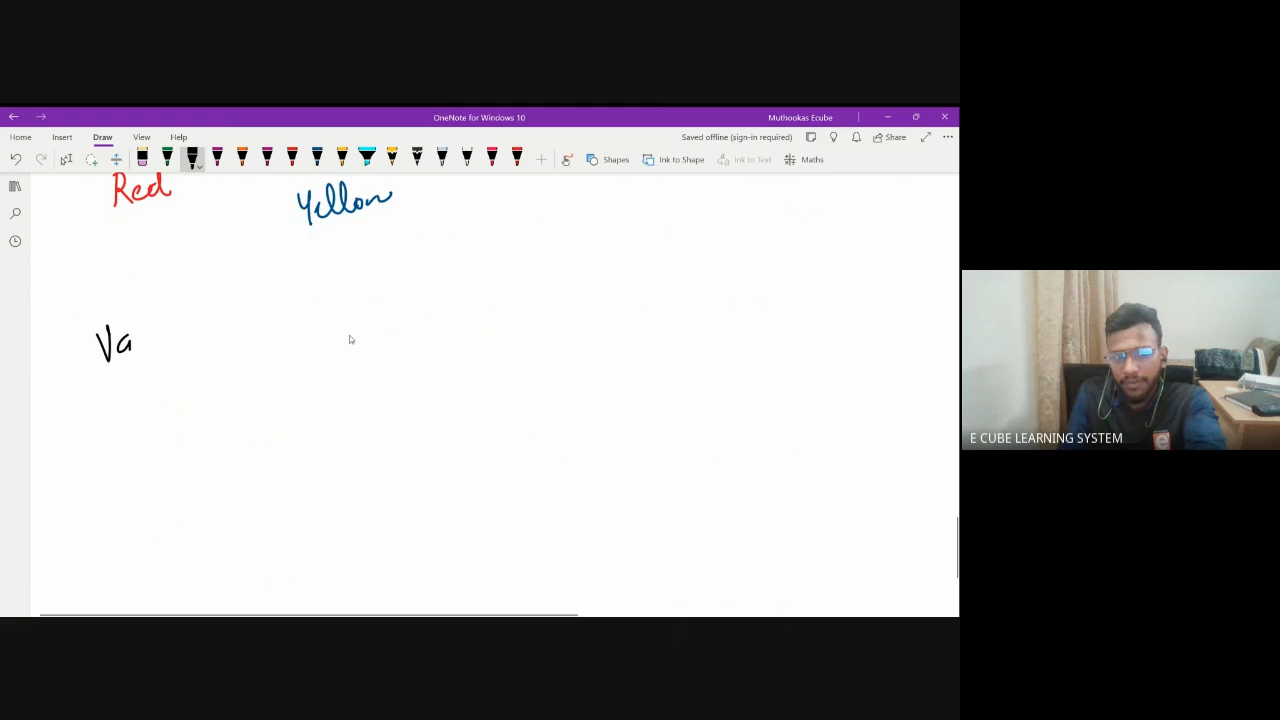 OneNote for Windows 10
Muthookas Ecube
Home Insert Draw View Help
Saved offline (sign-in required)
Share
Shapes
Ink to Shape
Ink to Text
Maths
Red
Yellow
Va
E CUBE LEARNING SYSTEM